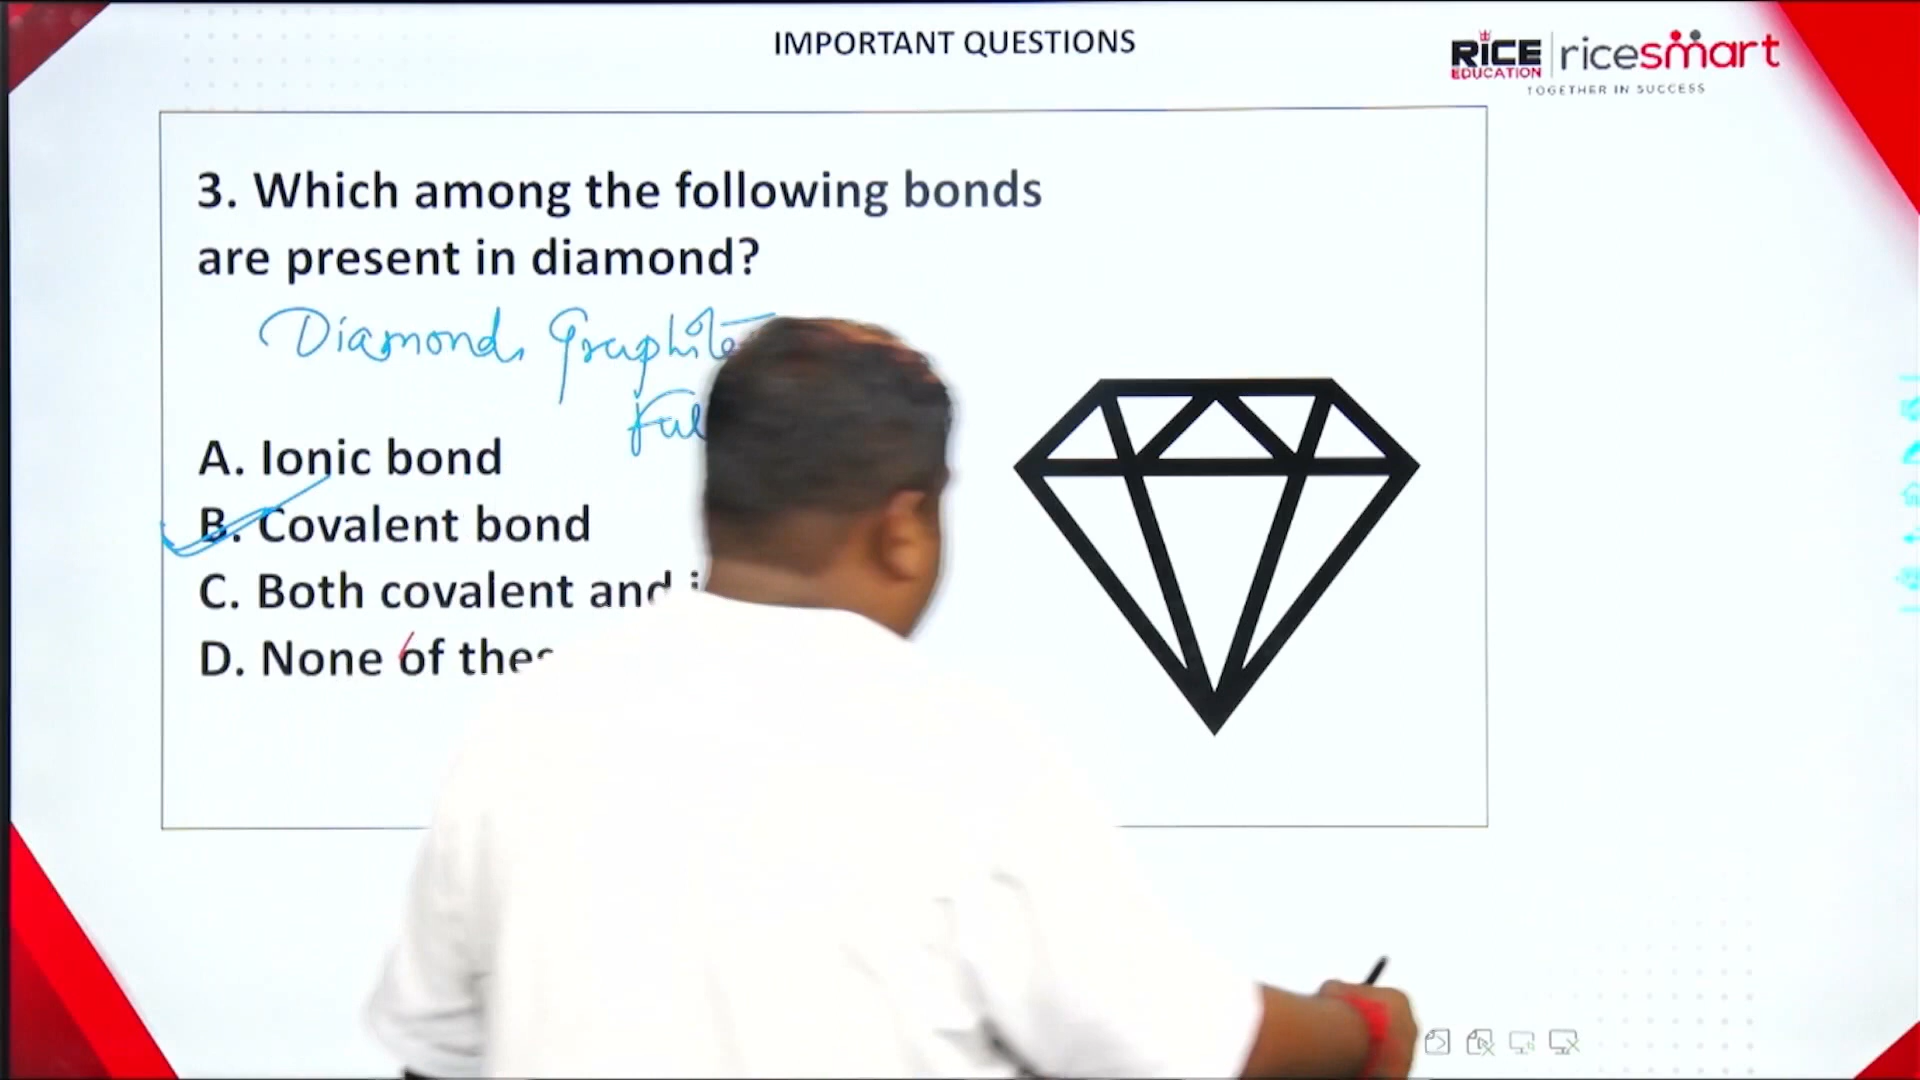 IMPORTANT QUESTIONS
RICE
EDUCATION
ricesmart
TOGETHER IN SUCCESS
3. Which among the following bonds
are present in diamond?
Diamond, Graphite
A. Ionic bond
B. Covalent bond
C. Both covalent and
D. None of